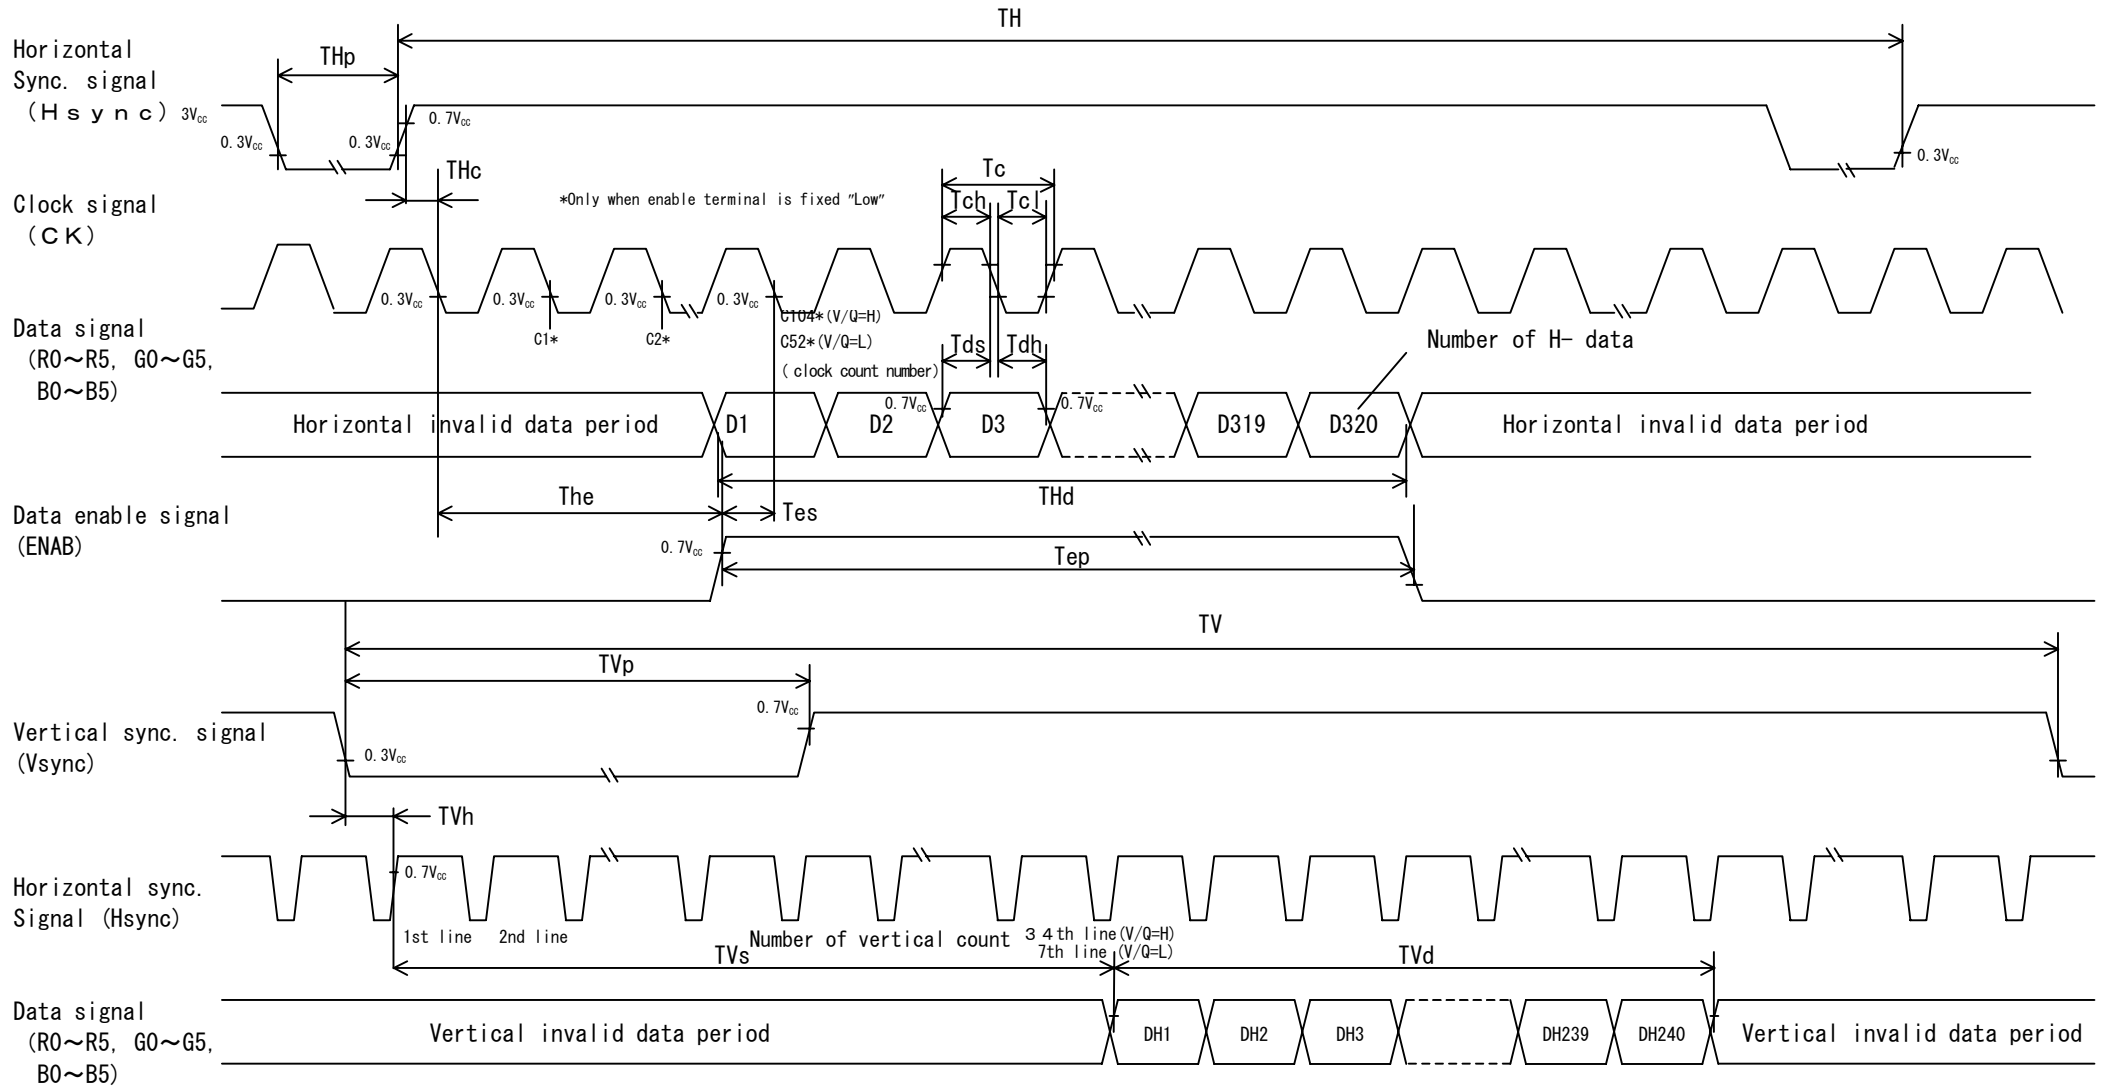 TH
Horizontal
Sync. signal
(Hsync) 3Vcc
THp
0.7Vcc
0.3Vcc
0.3Vcc
0.3Vcc
THc
Tc
Clock signal
(CK)
*Only when enable terminal is fixed "Low"
Tch
Tcl
0.3Vcc
0.3Vcc
0.3Vcc
0.3Vcc
C1*
C2*
C104*(V/Q=H)
C52*(V/Q=L)
( clock count number)
Data signal
(R0~R5, G0~G5,
B0~B5)
Tds
Tdh
Number of H- data
0.7Vcc
0.7Vcc
Horizontal invalid data period
D1
D2
D3
D319
D320
Horizontal invalid data period
The
THd
Tes
Data enable signal
(ENAB)
0.7Vcc
Tep
TV
TVp
Vertical sync. signal
(Vsync)
0.7Vcc
0.3Vcc
TVh
Horizontal sync.
Signal (Hsync)
0.7Vcc
1st line
2nd line
Number of vertical count
34th line(V/Q=H)
7th line (V/Q=L)
TVs
TVd
Data signal
(R0~R5, G0~G5,
B0~B5)
Vertical invalid data period
DH1
DH2
DH3
DH239
DH240
Vertical invalid data period